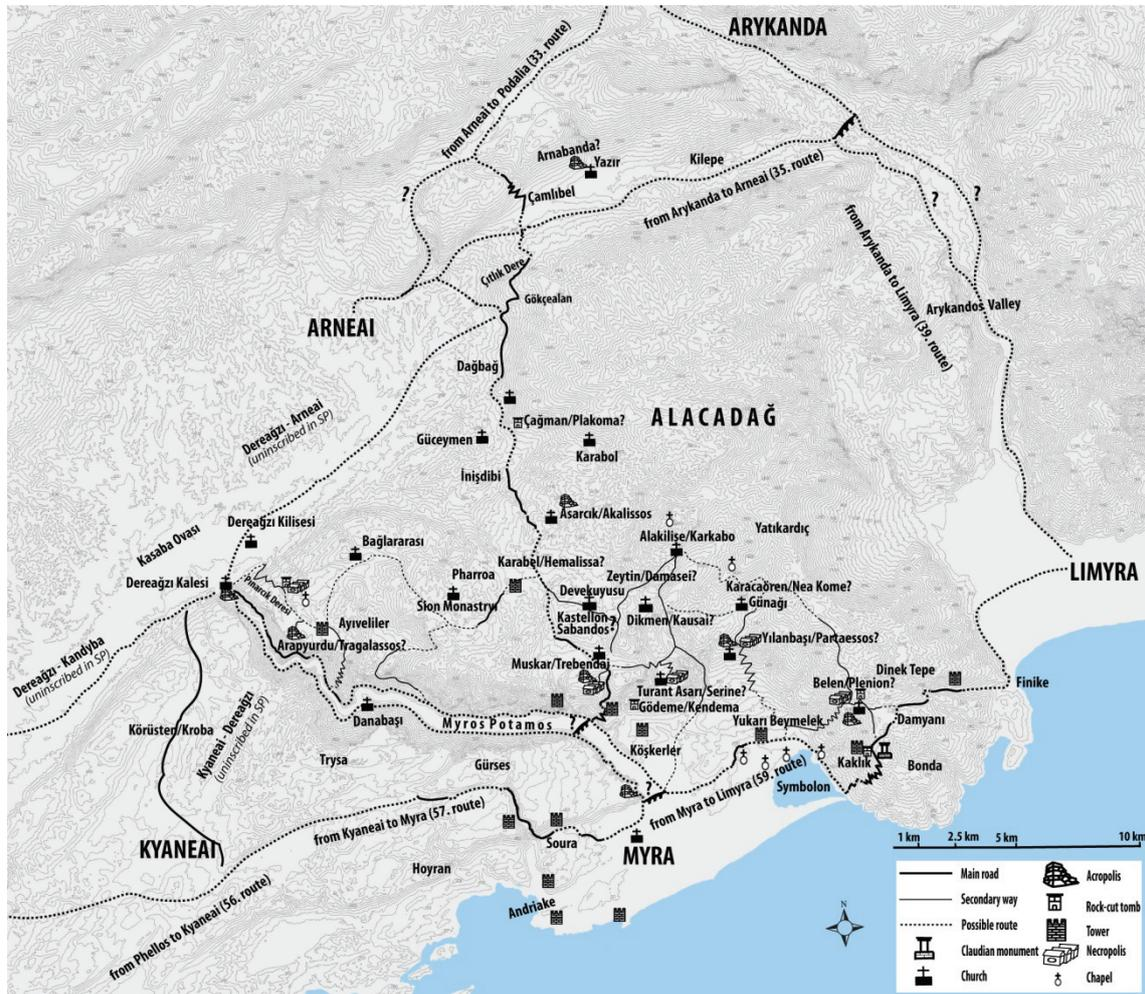 ARYKANDA
from Arneai to Podalia (33. route)
Arnabanda?
Yazır
Kilepe
Çamlıbel
from Arykanda to Arneai (35. route)
?
?
?
from Arykanda to Limyra (39. route)
Çıtlık Dere
Gökçealan
Arykandos Valley
ARNEAI
Dağbağ
ALACADAĞ
Çağman/Plakoma?
Dereağzı - Arneai
(uninscribed in SP)
Güceymen
Karabol
İnişdibi
Asarcık/Akalissos
Kasaba Ovası
Dereağzı Kilisesi
Bağlararası
Alakilise/Karkabo
Yatıkardıç
Karabel/Hemalissa?
Zeytin/Damasei?
Dereağzı Kalesi
Pınarcık Deresi
Pharroa
Sion Monastryı
Devekuyusu
Karacaören/Nea Kome?
Günağı
LIMYRA
Kastellon
Sabandos
?
Dikmen/Kausai?
Ayıveliler
Arapyurdu/Tragalassos?
Yılanbaşı/Partaessos?
Dereağzı - Kandyba
(uninscribed in SP)
Muskar/Trebendai
Turant Asarı/Serine?
Gödeme/Kendema
Dinek Tepe
Belen/Plenion?
Finike
Körüsten/Kroba
Kyaneai - Dereağzı
(uninscribed in SP)
Danabaşı
Myros Potamos
?
Yukarı Beymelek
Damyanı
Trysa
Gürses
Köşkerler
Kaklık
Bonda
from Myra to Limyra (59. route)
Symbolon
?
from Kyaneai to Myra (57. route)
KYANEAI
Soura
MYRA
Hoyran
Andriake
from Phellos to Kyaneai (56. route)
1 km
2.5 km
5 km
10 km
N
Main road
Secondary way
Possible route
Claudian monument
Church
Acropolis
Rock-cut tomb
Tower
Necropolis
Chapel